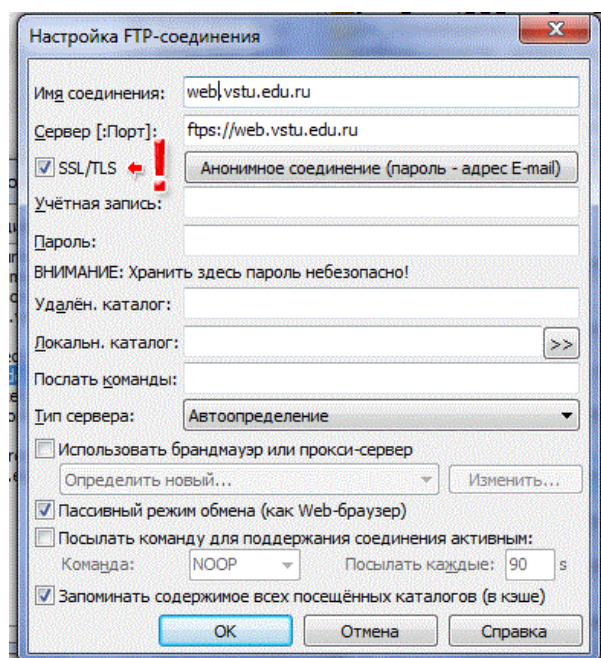 Настройка FTP-соединения
Имя соединения: web.vstu.edu.ru
Сервер [:Порт]: ftps://web.vstu.edu.ru
SSL/TLS ! Анонимное соединение (пароль - адрес E-mail)
Учётная запись:
Пароль:
ВНИМАНИЕ: Хранить здесь пароль небезопасно!
Удалён. каталог:
Локальн. каталог: >>
Послать команды:
Тип сервера: Автоопределение
Использовать брандмауэр или прокси-сервер
Определить новый... Изменить...
Пассивный режим обмена (как Web-браузер)
Посылать команду для поддержания соединения активным:
Команда: NOOP Посылать каждые: 90 s
Запоминать содержимое всех посещённых каталогов (в кэше)
OK Отмена Справка